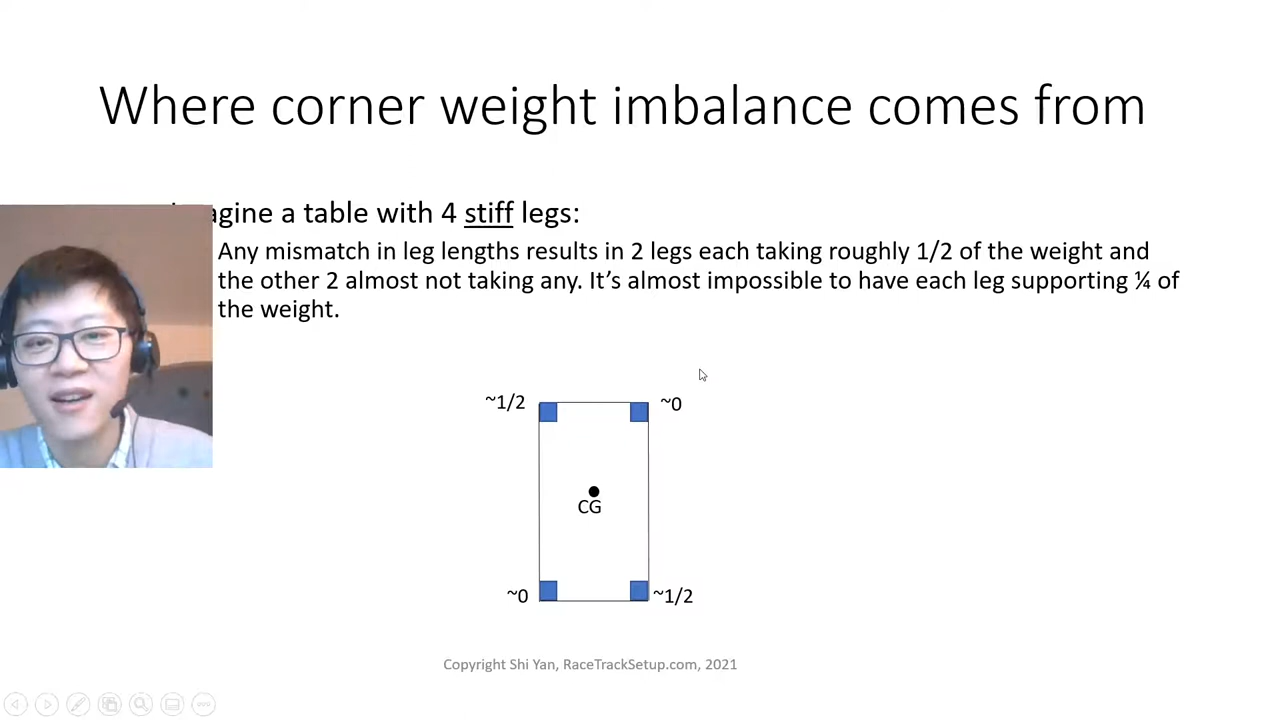 Where corner weight imbalance comes from
agine a table with 4 stiff legs:
Any mismatch in leg lengths results in 2 legs each taking roughly 1/2 of the weight and
the other 2 almost not taking any. It’s almost impossible to have each leg supporting ¼ of
the weight.
~1/2 ~0
CG
~0 ~1/2
Copyright Shi Yan, RaceTrackSetup.com, 2021